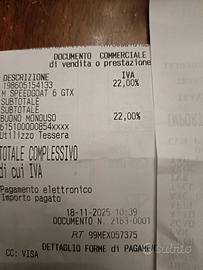 DOCUMENTO COMMERCIALE
di vendita o prestazione
DESCRIZIONE IVA
198605154133 22,00%
M SPEEDGOAT 6 GTX
SUBTOTALE
SUBTOTALE
BUONO MONOUSO 22,00%
615100000854xxxx
Utilizzo Tessera
TOTALE COMPLESSIVO
di cui IVA
Pagamento elettronico
Importo pagato
18-11-2025 10:39
DOCUMENTO N. 2163-0001
RT 99MEX057375
DETTAGLIO FORME di PAGAMEN
CC: VISA
Subito